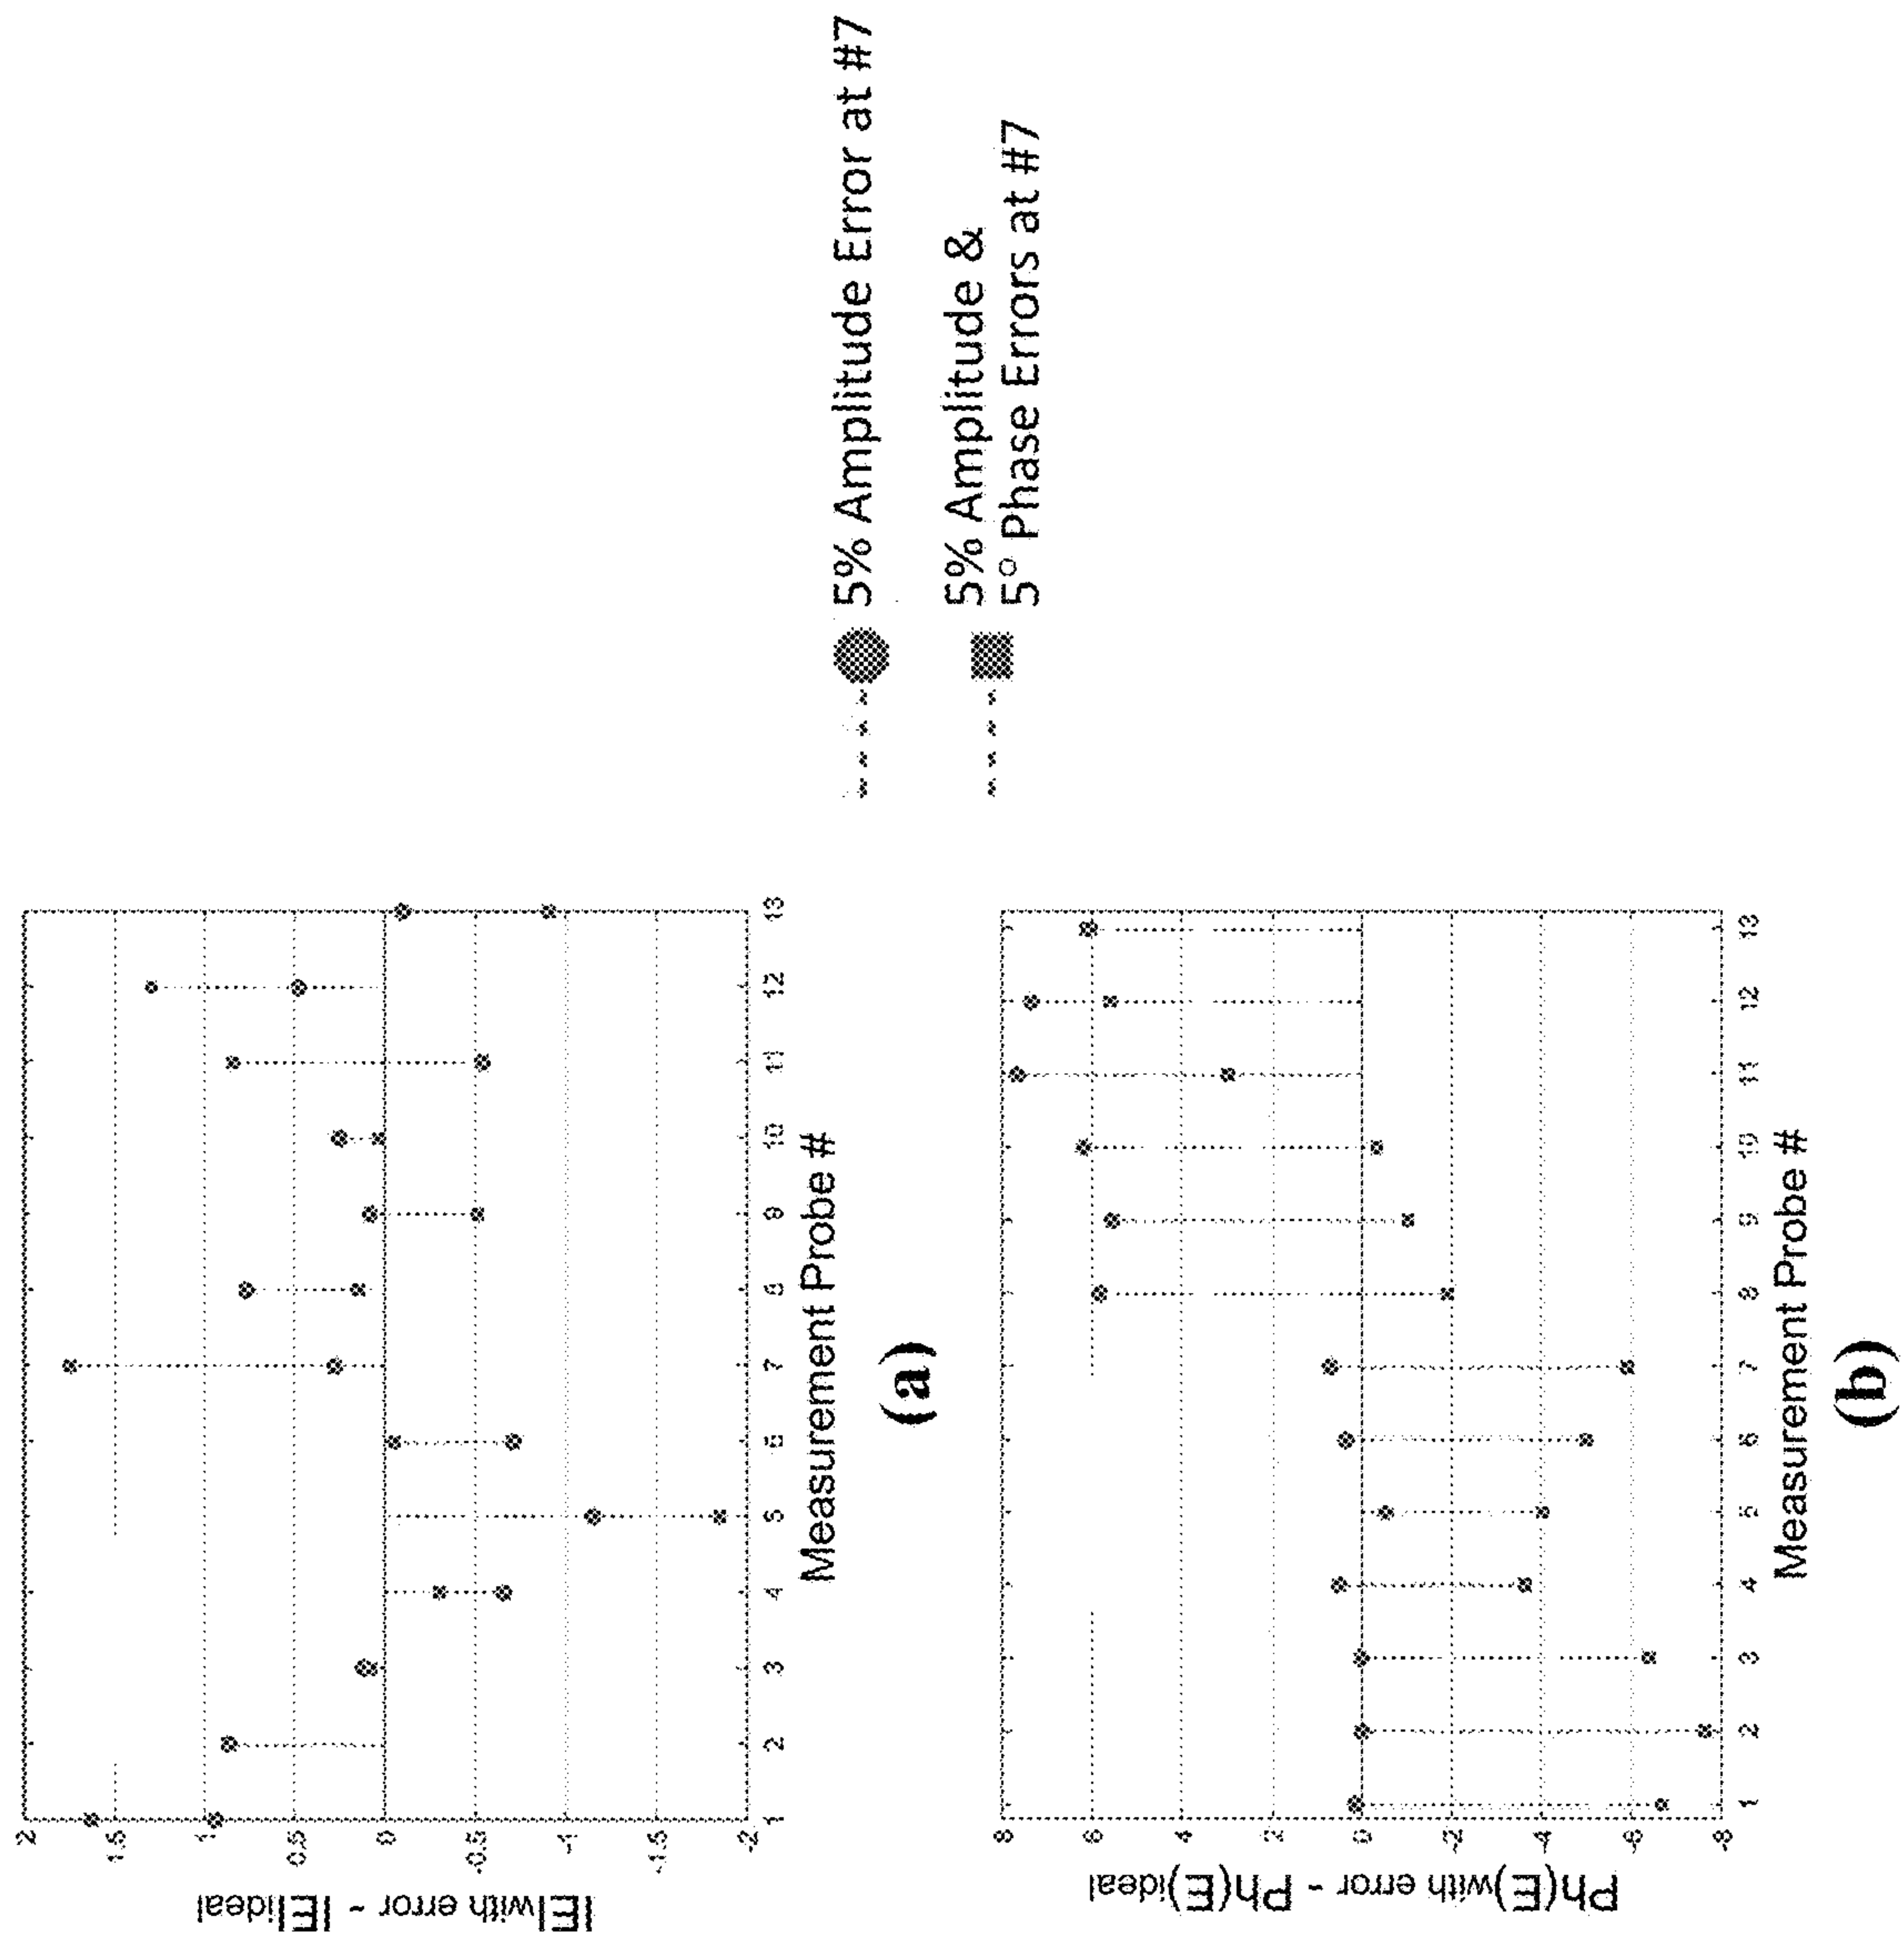 |E|with error - |E|ideal
2
1.5
1
0.5
0
-0.5
-1
-1.5
-2
1 2 3 4 5 6 7 8 9 10 11 12 13
Measurement Probe #
(a)
Ph(E)with error - Ph(E)ideal
8
6
4
2
0
-2
-4
-6
-8
1 2 3 4 5 6 7 8 9 10 11 12 13
Measurement Probe #
(b)
5% Amplitude Error at #7
5% Amplitude &
5° Phase Errors at #7